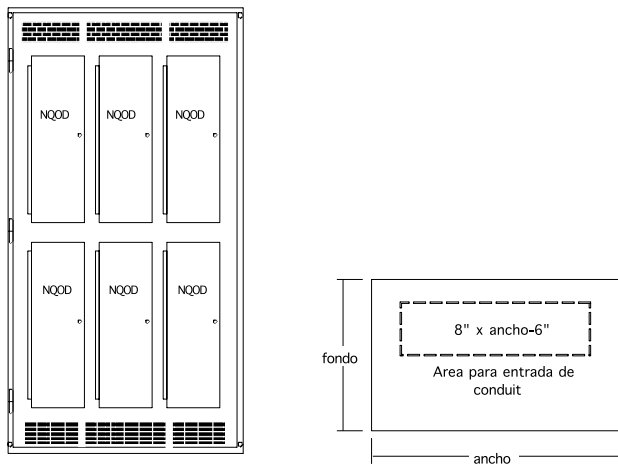 NQOD NQOD NQOD
NQOD NQOD NQOD
8" x ancho-6"
fondo
Area para entrada de
conduit
ancho